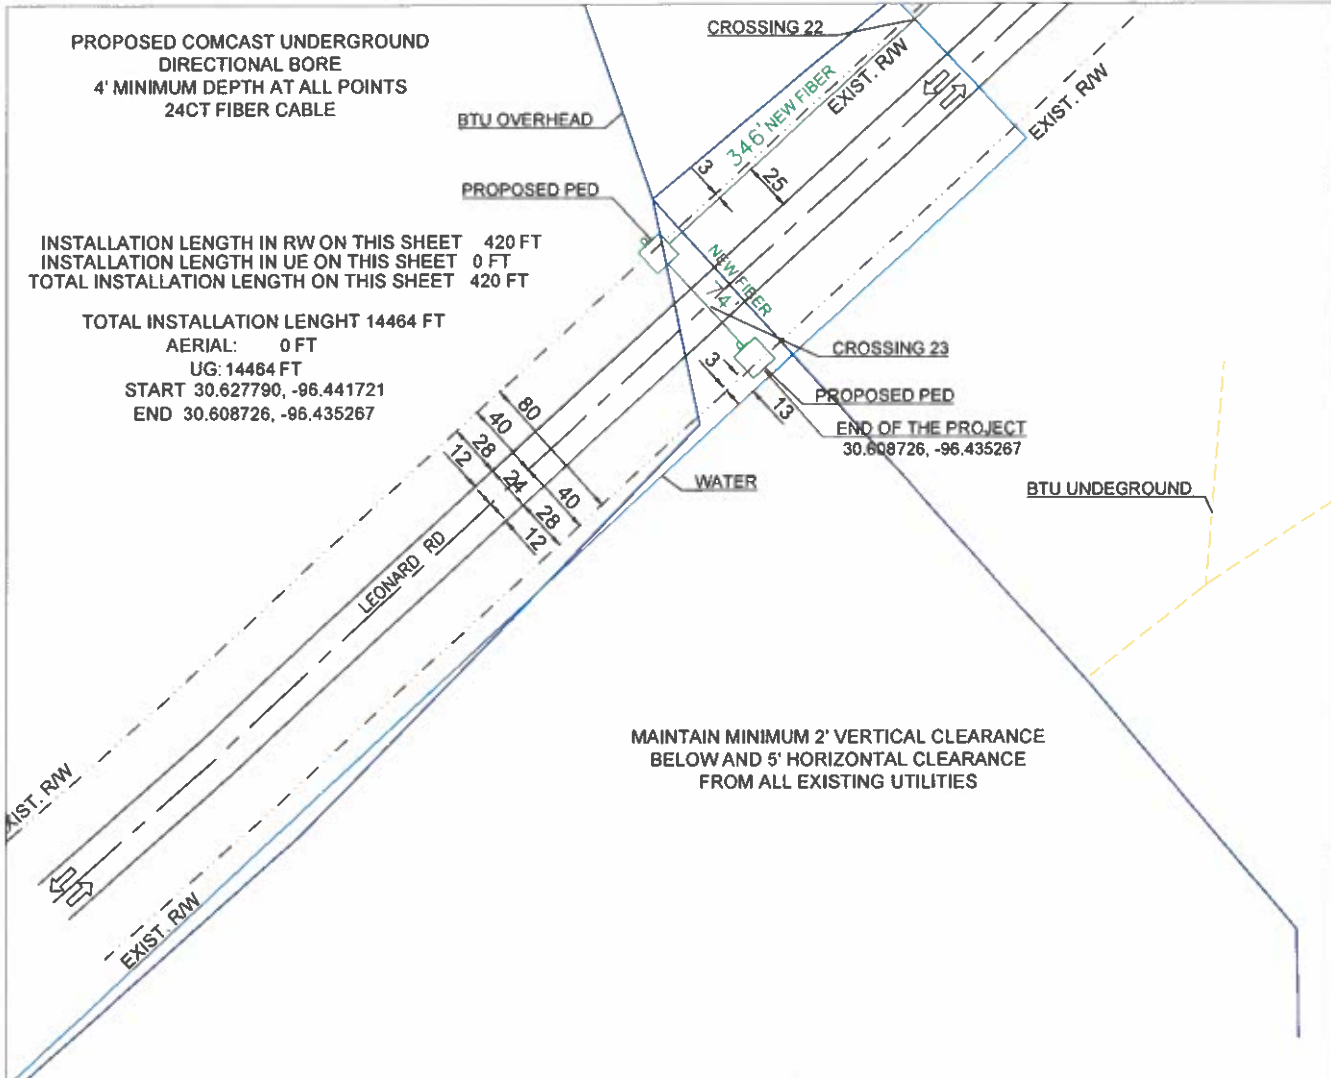 PROPOSED COMCAST UNDERGROUND
DIRECTIONAL BORE
4' MINIMUM DEPTH AT ALL POINTS
24CT FIBER CABLE
CROSSING 22
BTU OVERHEAD
346' NEW FIBER
EXIST. R/W
EXIST. R/W
3
25
PROPOSED PED
INSTALLATION LENGTH IN RW ON THIS SHEET 420 FT
INSTALLATION LENGTH IN UE ON THIS SHEET 0 FT
TOTAL INSTALLATION LENGTH ON THIS SHEET 420 FT
NEW FIBER
74'
TOTAL INSTALLATION LENGHT 14464 FT
AERIAL: 0 FT
UG: 14464 FT
START 30.627790, -96.441721
END 30.608726, -96.435267
CROSSING 23
3
13
PROPOSED PED
END OF THE PROJECT
30.608726, -96.435267
80
40
28
12
24
40
28
12
WATER
BTU UNDEGROUND
LEONARD RD
MAINTAIN MINIMUM 2' VERTICAL CLEARANCE
BELOW AND 5' HORIZONTAL CLEARANCE
FROM ALL EXISTING UTILITIES
XIST. R/W
EXIST. R/W